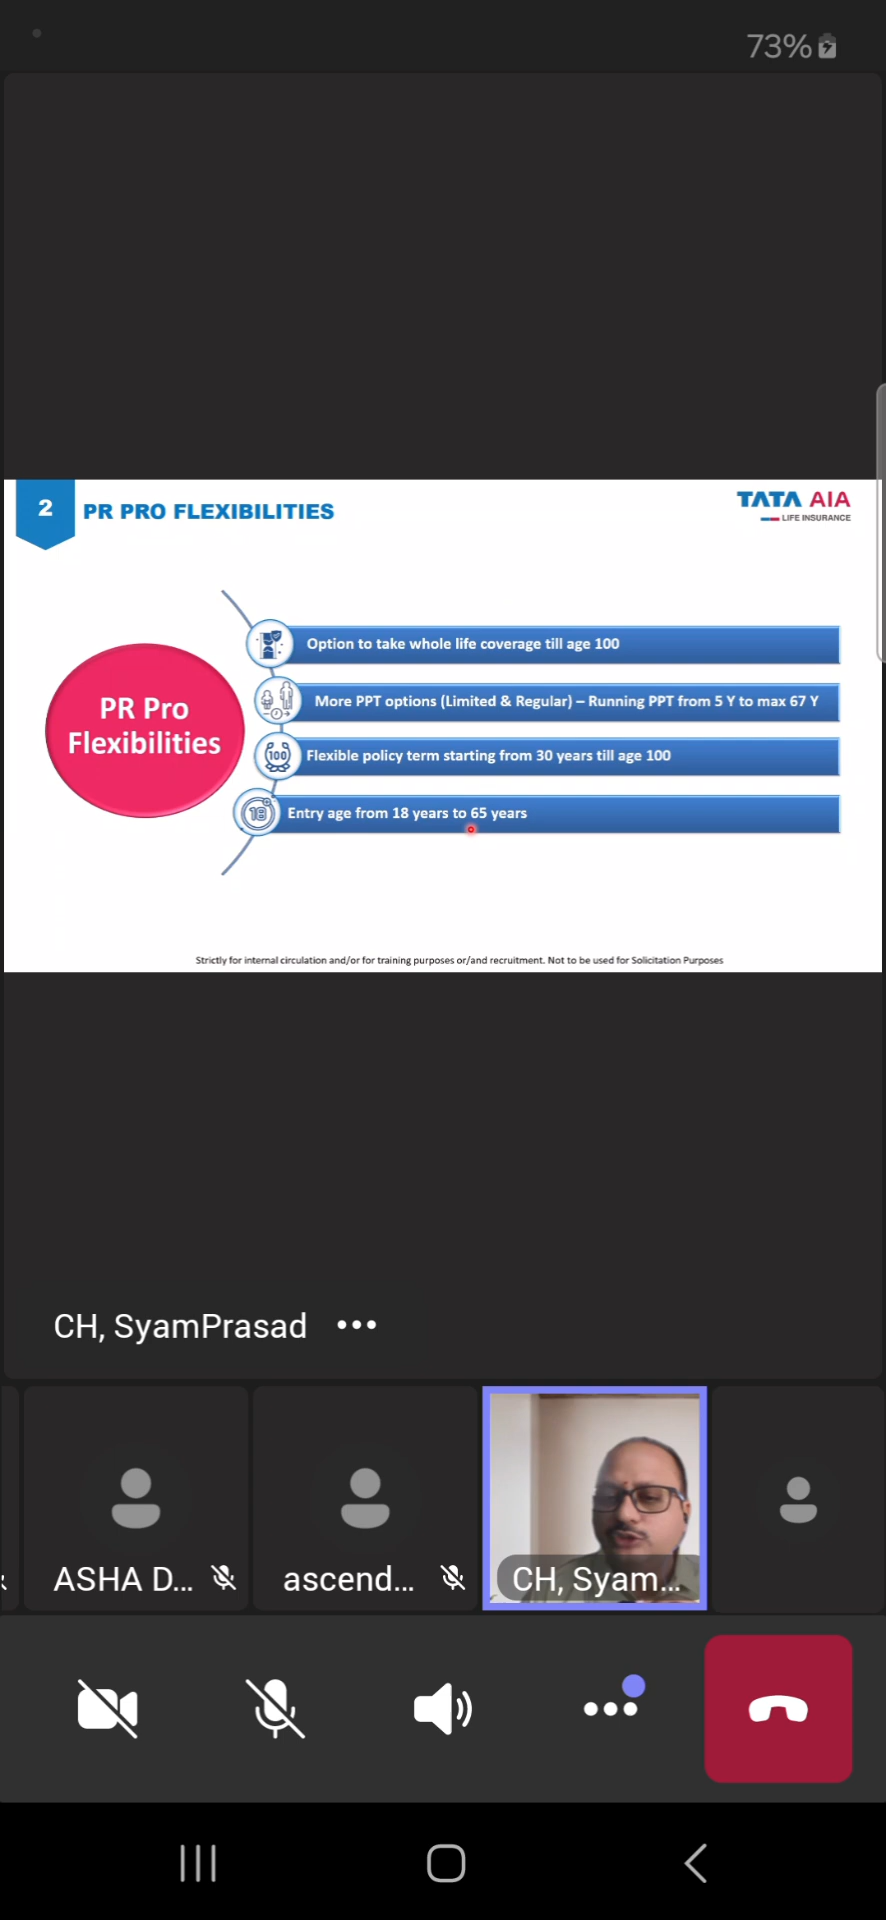 73%
2
PR PRO FLEXIBILITIES
TATA AIA
LIFE INSURANCE
PR Pro
Flexibilities
Option to take whole life coverage till age 100
More PPT options (Limited & Regular) – Running PPT from 5 Y to max 67 Y
100
Flexible policy term starting from 30 years till age 100
18
Entry age from 18 years to 65 years
Strictly for internal circulation and/or for training purposes or/and recruitment. Not to be used for Solicitation Purposes
CH, SyamPrasad
ASHA D...
ascend...
CH, Syam...